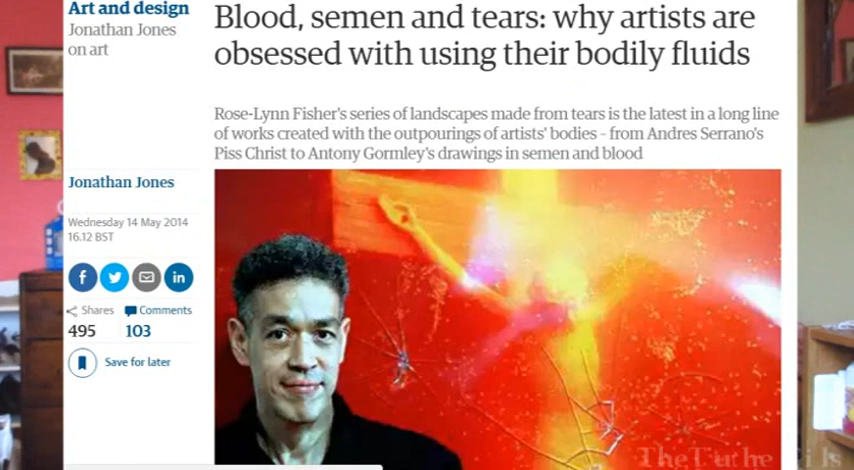 Art and design
Jonathan Jones
on art
Blood, semen and tears: why artists are
obsessed with using their bodily fluids
Rose-Lynn Fisher's series of landscapes made from tears is the latest in a long line
of works created with the outpourings of artists' bodies – from Andres Serrano's
Piss Christ to Antony Gormley's drawings in semen and blood
Jonathan Jones
Wednesday 14 May 2014
16.12 BST
f
in
Shares
Comments
495
103
Save for later